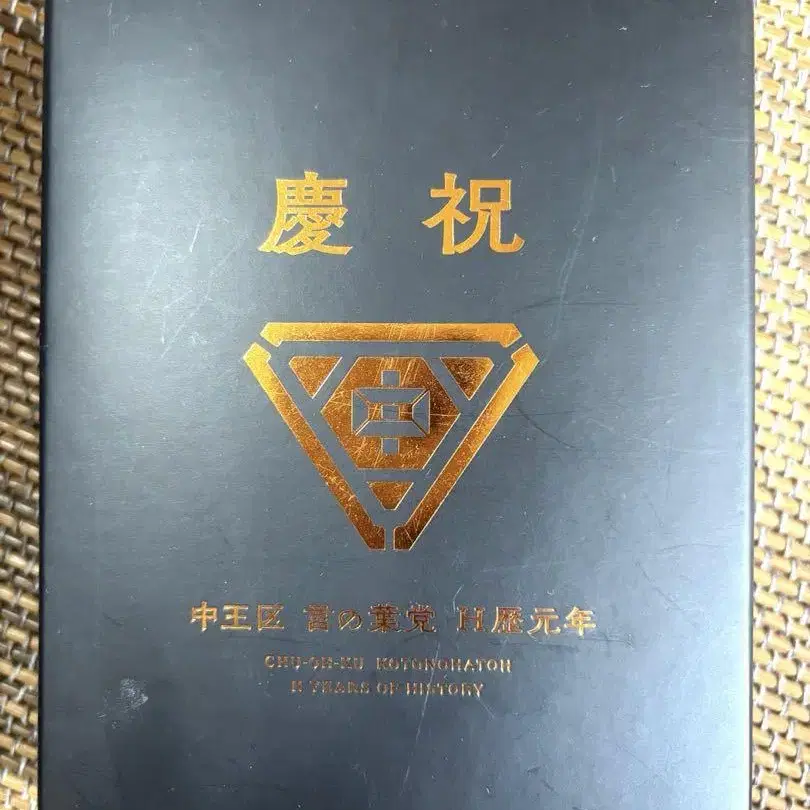 慶祝
中
中王区 言の葉党 H歴元年
CHU-OH-KU KOTONOHATOH
H YEARS OF HISTORY